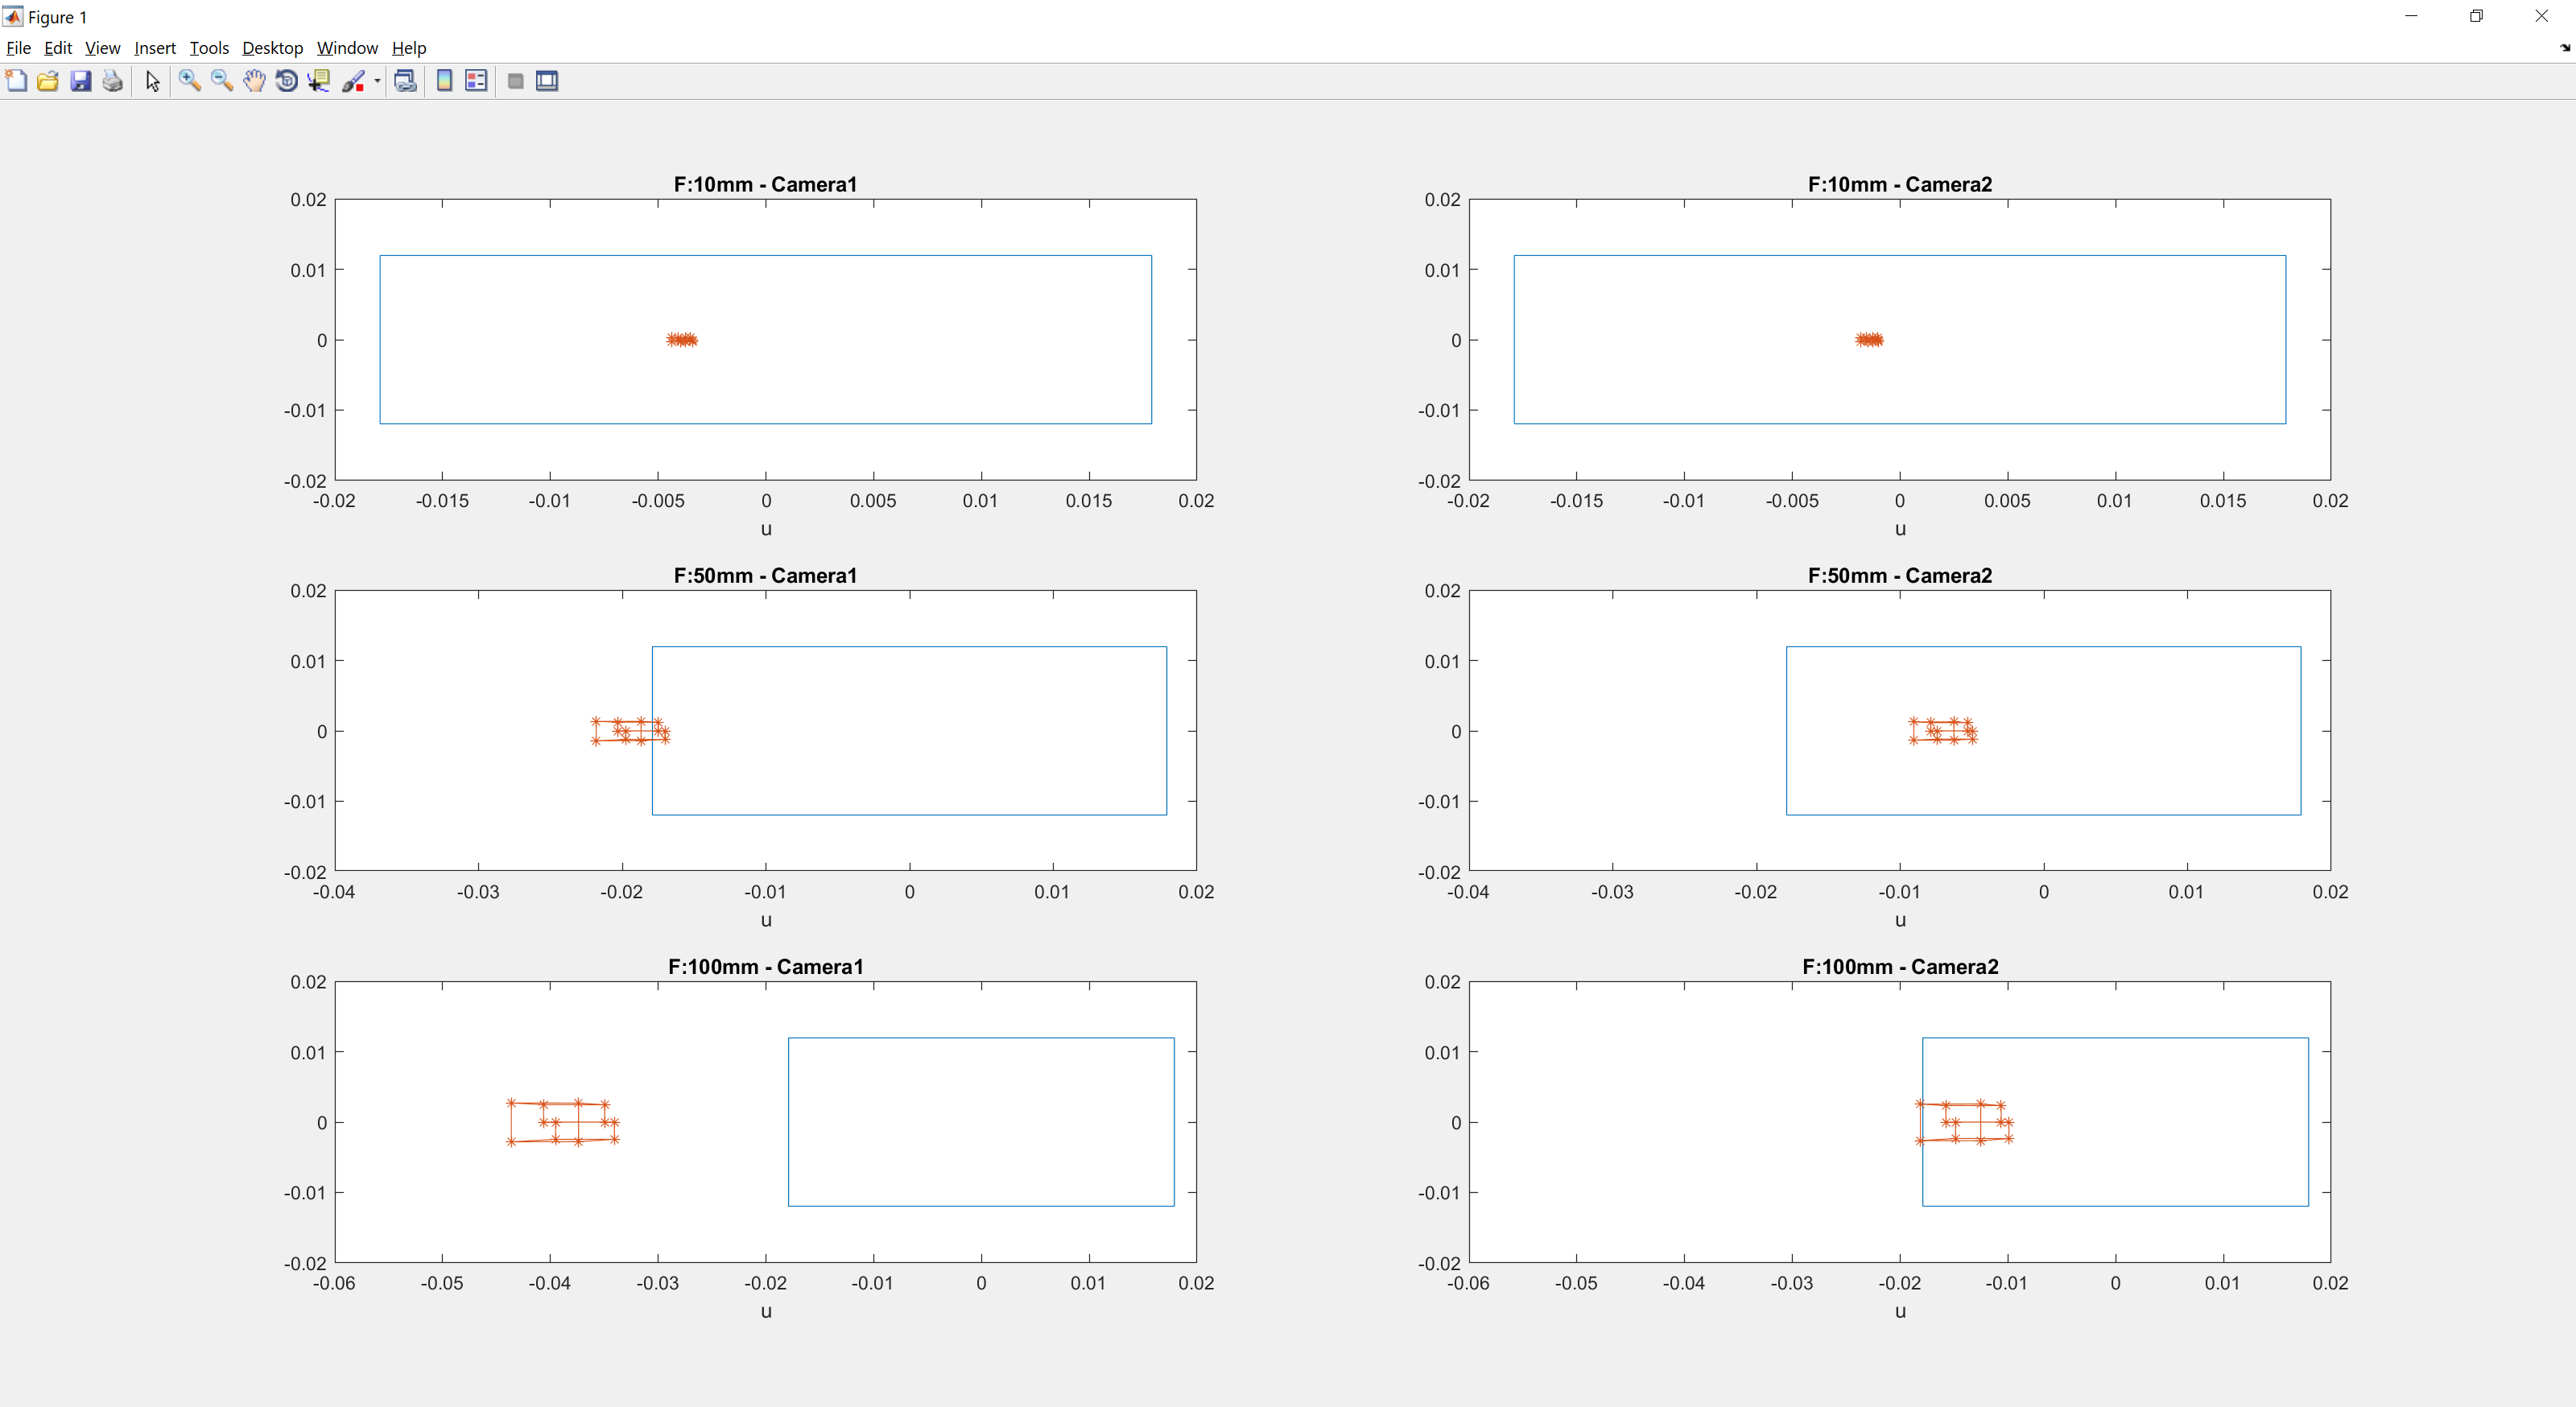 Figure 1
File Edit View Insert Tools Desktop Window Help
F:10mm - Camera1
0.02
0.01
0
-0.01
-0.02
-0.02 -0.015 -0.01 -0.005 0 0.005 0.01 0.015 0.02
u
F:10mm - Camera2
0.02
0.01
0
-0.01
-0.02
-0.02 -0.015 -0.01 -0.005 0 0.005 0.01 0.015 0.02
u
F:50mm - Camera1
0.02
0.01
0
-0.01
-0.02
-0.04 -0.03 -0.02 -0.01 0 0.01 0.02
u
F:50mm - Camera2
0.02
0.01
0
-0.01
-0.02
-0.04 -0.03 -0.02 -0.01 0 0.01 0.02
u
F:100mm - Camera1
0.02
0.01
0
-0.01
-0.02
-0.06 -0.05 -0.04 -0.03 -0.02 -0.01 0 0.01 0.02
u
F:100mm - Camera2
0.02
0.01
0
-0.01
-0.02
-0.06 -0.05 -0.04 -0.03 -0.02 -0.01 0 0.01 0.02
u